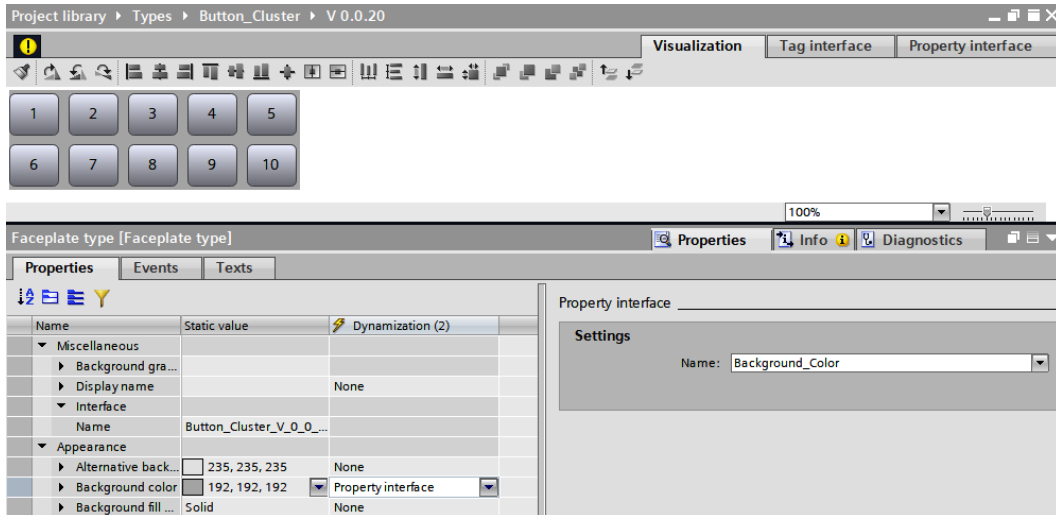 Project library ▸ Types ▸ Button_Cluster ▸ V 0.0.20
Visualization Tag interface Property interface
1 2 3 4 5
6 7 8 9 10
100%
Faceplate type [Faceplate type]
Properties Info Diagnostics
Properties Events Texts
Property interface
Name Static value Dynamization (2)
Settings
Miscellaneous
Name: Background_Color
Background gra...
Display name None
Interface
Name Button_Cluster_V_0_0_...
Appearance
Alternative back... 235, 235, 235 None
Background color 192, 192, 192 Property interface
Background fill ... Solid None